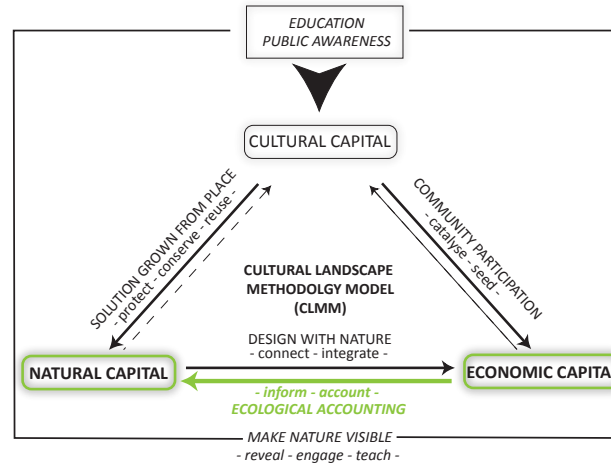 EDUCATION
PUBLIC AWARENESS
CULTURAL CAPITAL
SOLUTION GROWN FROM PLACE
- protect - conserve - reuse -
COMMUNITY PARTICIPATION
- catalyse - seed -
CULTURAL LANDSCAPE
METHODOLGY MODEL
(CLMM)
DESIGN WITH NATURE
- connect - integrate -
NATURAL CAPITAL
ECONOMIC CAPITAL
- inform - account -
ECOLOGICAL ACCOUNTING
MAKE NATURE VISIBLE
- reveal - engage - teach -